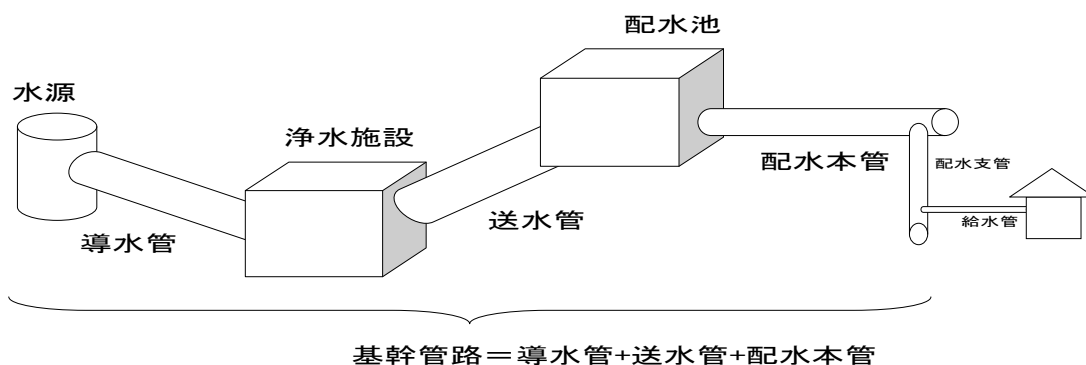 配水池
水源
浄水施設
配水本管
配水支管
送水管
給水管
導水管
基幹管路＝導水管+送水管+配水本管